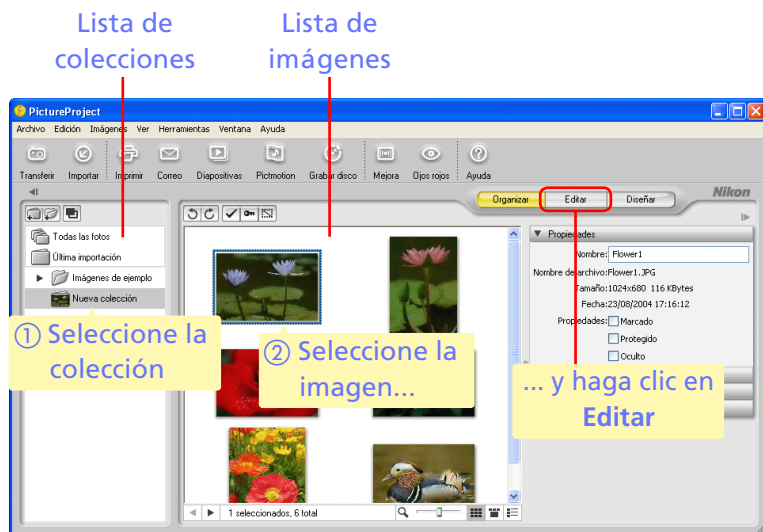 Lista de
colecciones
Lista de
imágenes
PictureProject
Archivo Edición Imágenes Ver Herramientas Ventana Ayuda
Transferir Importar Imprimir Correo Diapositivas Pictmotion Grabar disco Mejora Ojos rojos Ayuda
Organizar Editar Diseñar
Nikon
Todas las fotos
Última importación
Imágenes de ejemplo
Nueva colección
① Seleccione la
colección
② Seleccione la
imagen...
Propiedades
Nombre: Flower1
Nombre de archivo:Flower1.JPG
Tamaño:1024x680 116 KBytes
Fecha:23/08/2004 17:16:12
Propiedades: Marcado
Protegido
Oculto
... y haga clic en
Editar
1 seleccionados, 6 total